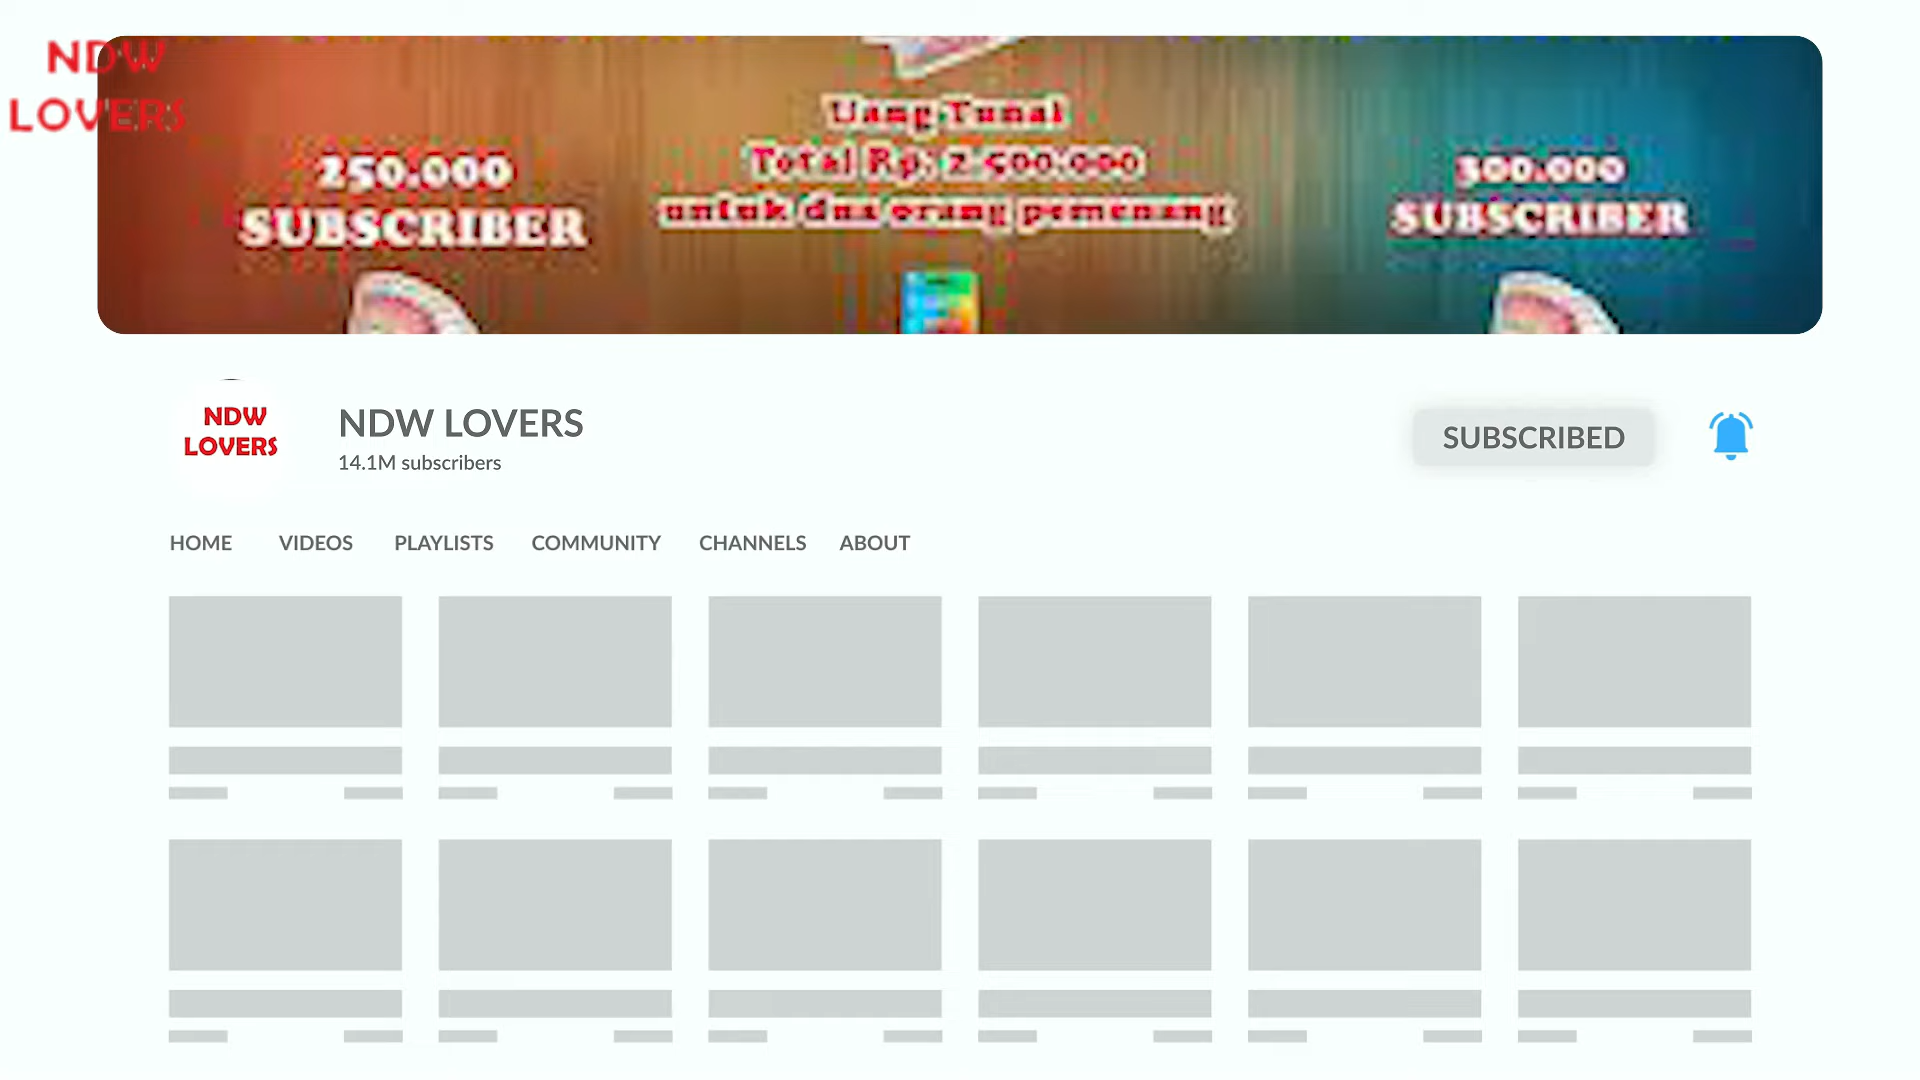 NDW
LOVERS
Uang Tunai
Total Rp. 2.500.000
untuk dua orang pemenang
250.000
SUBSCRIBER
300.000
SUBSCRIBER
NDW
LOVERS
NDW LOVERS
14.1M subscribers
SUBSCRIBED
HOME VIDEOS PLAYLISTS COMMUNITY CHANNELS ABOUT